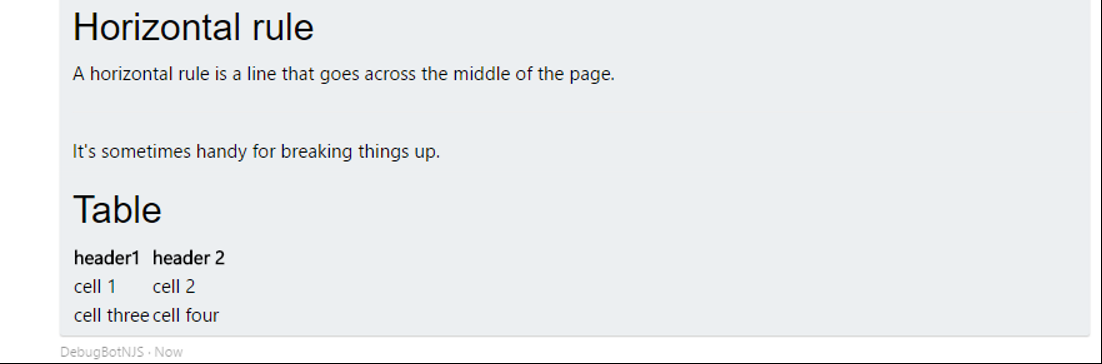 Horizontal rule
A horizontal rule is a line that goes across the middle of the page.
It's sometimes handy for breaking things up.
Table
header1 header 2
cell 1 cell 2
cell three cell four
DebugBotNJS · Now